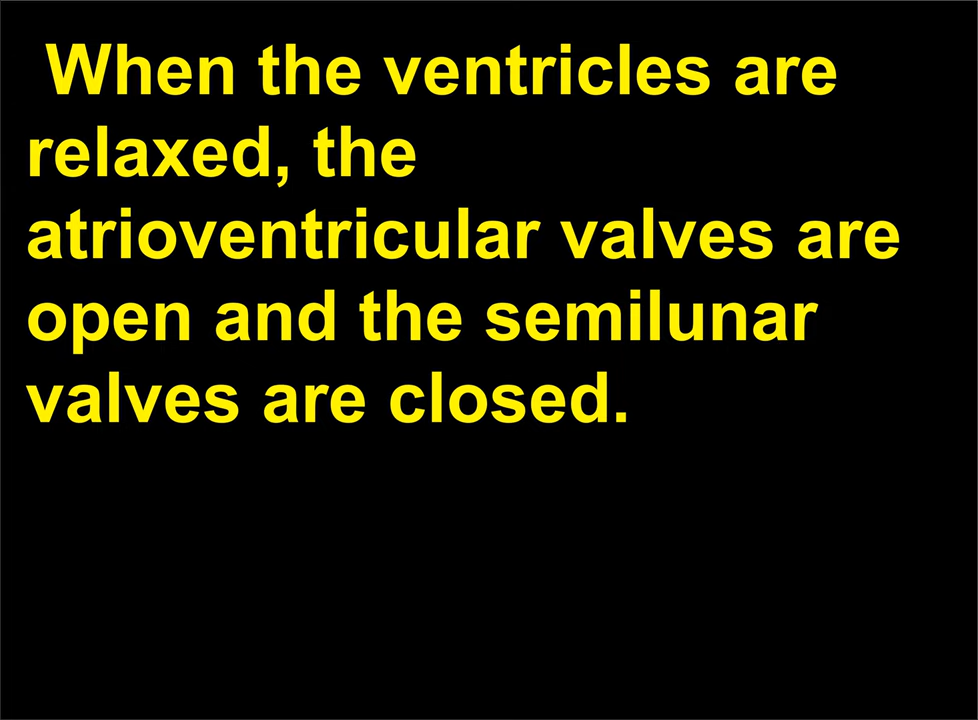 When the ventricles are
relaxed, the
atrioventricular valves are
open and the semilunar
valves are closed.